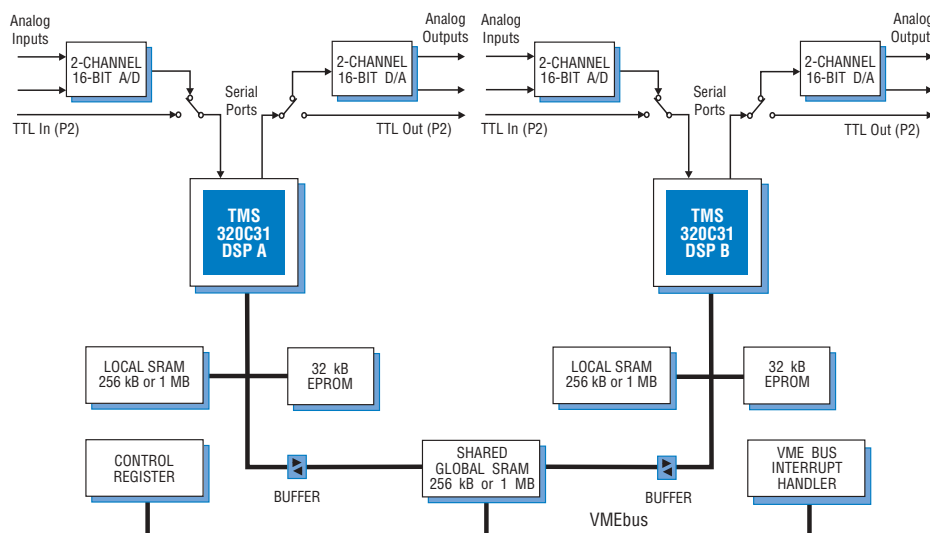 Analog
Inputs
2-CHANNEL
16-BIT A/D
TTL In (P2)
Serial
Ports
2-CHANNEL
16-BIT D/A
Analog
Outputs
TTL Out (P2)
Analog
Inputs
2-CHANNEL
16-BIT A/D
TTL In (P2)
Serial
Ports
2-CHANNEL
16-BIT D/A
Analog
Outputs
TTL Out (P2)
TMS
320C31
DSP A
TMS
320C31
DSP B
LOCAL SRAM
256 kB or 1 MB
32 kB
EPROM
LOCAL SRAM
256 kB or 1 MB
32 kB
EPROM
CONTROL
REGISTER
BUFFER
SHARED
GLOBAL SRAM
256 kB or 1 MB
BUFFER
VME BUS
INTERRUPT
HANDLER
VMEbus